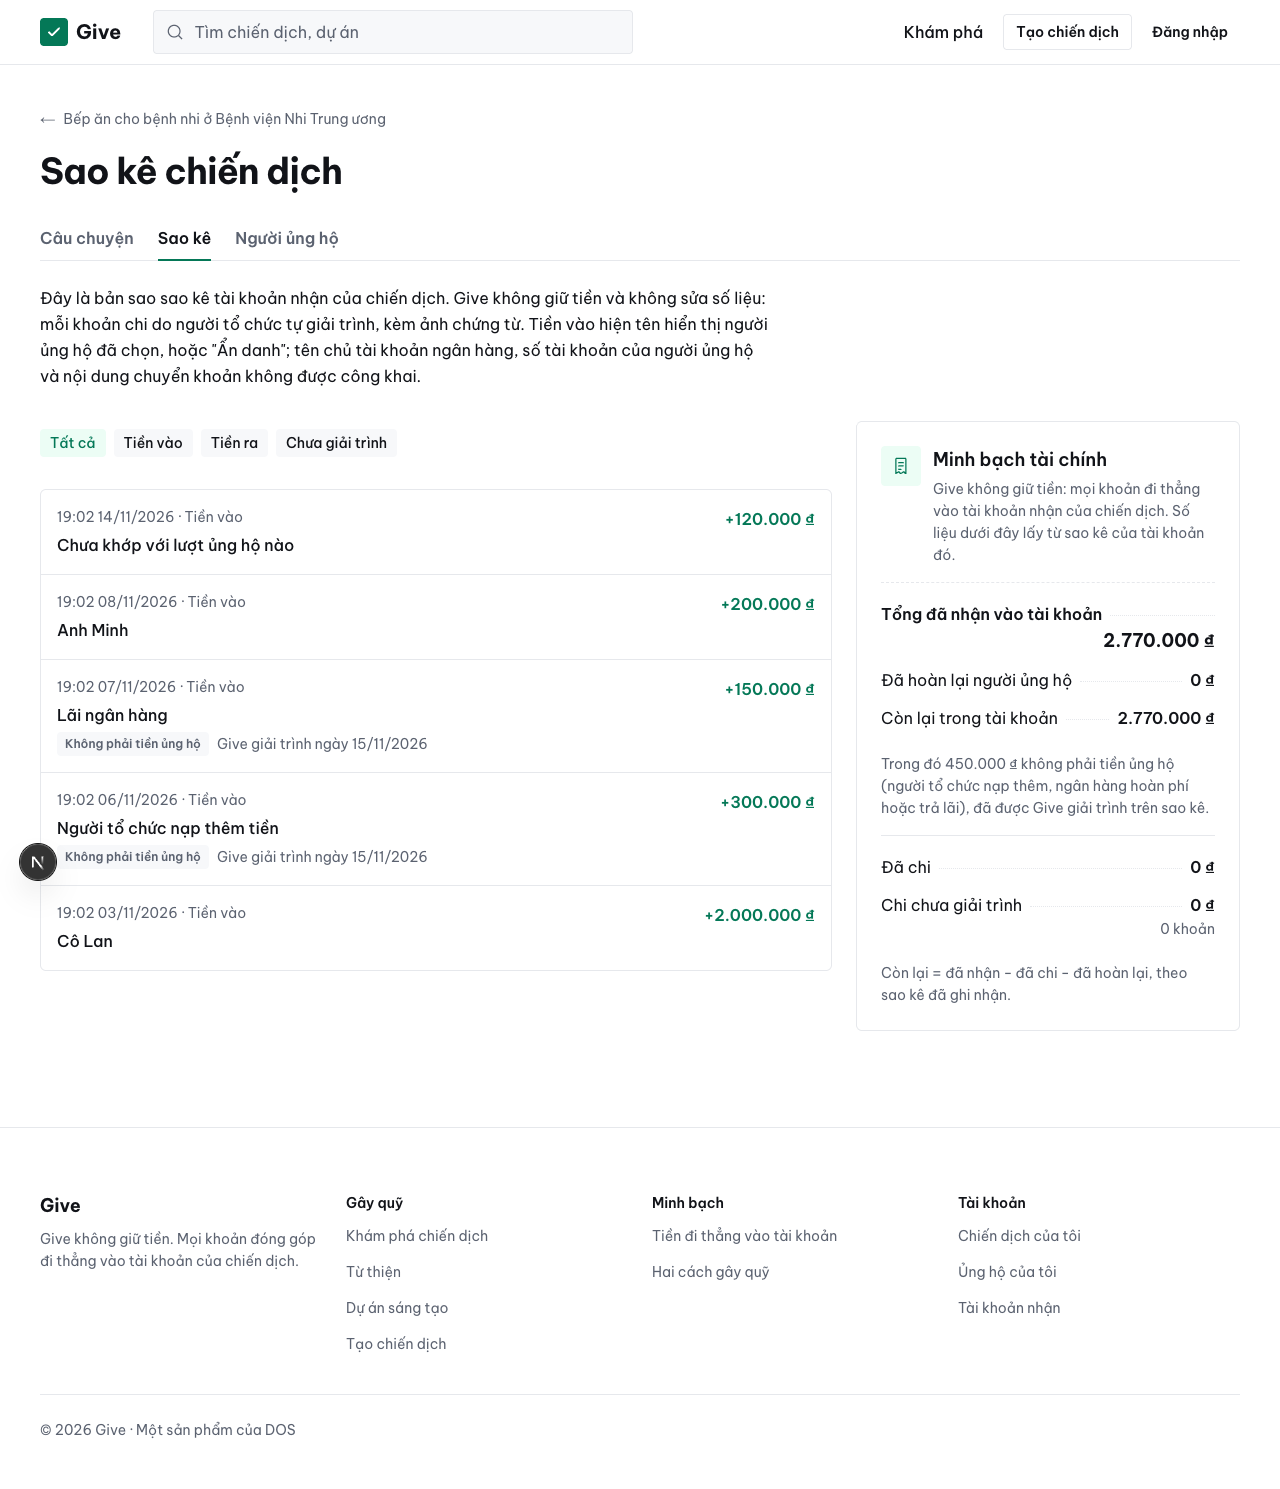 Give
Tìm chiến dịch, dự án
Khám phá
Tạo chiến dịch
Đăng nhập
← Bếp ăn cho bệnh nhi ở Bệnh viện Nhi Trung ương
Sao kê chiến dịch
Câu chuyện
Sao kê
Người ủng hộ
Đây là bản sao sao kê tài khoản nhận của chiến dịch. Give không giữ tiền và không sửa số liệu:
mỗi khoản chi do người tổ chức tự giải trình, kèm ảnh chứng từ. Tiền vào hiện tên hiển thị người
ủng hộ đã chọn, hoặc "Ẩn danh"; tên chủ tài khoản ngân hàng, số tài khoản của người ủng hộ
và nội dung chuyển khoản không được công khai.
Tất cả
Tiền vào
Tiền ra
Chưa giải trình
19:02 14/11/2026 · Tiền vào
+120.000 ₫
Chưa khớp với lượt ủng hộ nào
19:02 08/11/2026 · Tiền vào
+200.000 ₫
Anh Minh
19:02 07/11/2026 · Tiền vào
+150.000 ₫
Lãi ngân hàng
Không phải tiền ủng hộ
Give giải trình ngày 15/11/2026
19:02 06/11/2026 · Tiền vào
+300.000 ₫
Người tổ chức nạp thêm tiền
Không phải tiền ủng hộ
Give giải trình ngày 15/11/2026
19:02 03/11/2026 · Tiền vào
+2.000.000 ₫
Cô Lan
Minh bạch tài chính
Give không giữ tiền: mọi khoản đi thẳng
vào tài khoản nhận của chiến dịch. Số
liệu dưới đây lấy từ sao kê của tài khoản
đó.
Tổng đã nhận vào tài khoản
2.770.000 ₫
Đã hoàn lại người ủng hộ
0 ₫
Còn lại trong tài khoản
2.770.000 ₫
Trong đó 450.000 ₫ không phải tiền ủng hộ
(người tổ chức nạp thêm, ngân hàng hoàn phí
hoặc trả lãi), đã được Give giải trình trên sao kê.
Đã chi
0 ₫
Chi chưa giải trình
0 ₫
0 khoản
Còn lại = đã nhận − đã chi − đã hoàn lại, theo
sao kê đã ghi nhận.
N
Give
Give không giữ tiền. Mọi khoản đóng góp
đi thẳng vào tài khoản của chiến dịch.
Gây quỹ
Khám phá chiến dịch
Từ thiện
Dự án sáng tạo
Tạo chiến dịch
Minh bạch
Tiền đi thẳng vào tài khoản
Hai cách gây quỹ
Tài khoản
Chiến dịch của tôi
Ủng hộ của tôi
Tài khoản nhận
© 2026 Give · Một sản phẩm của DOS